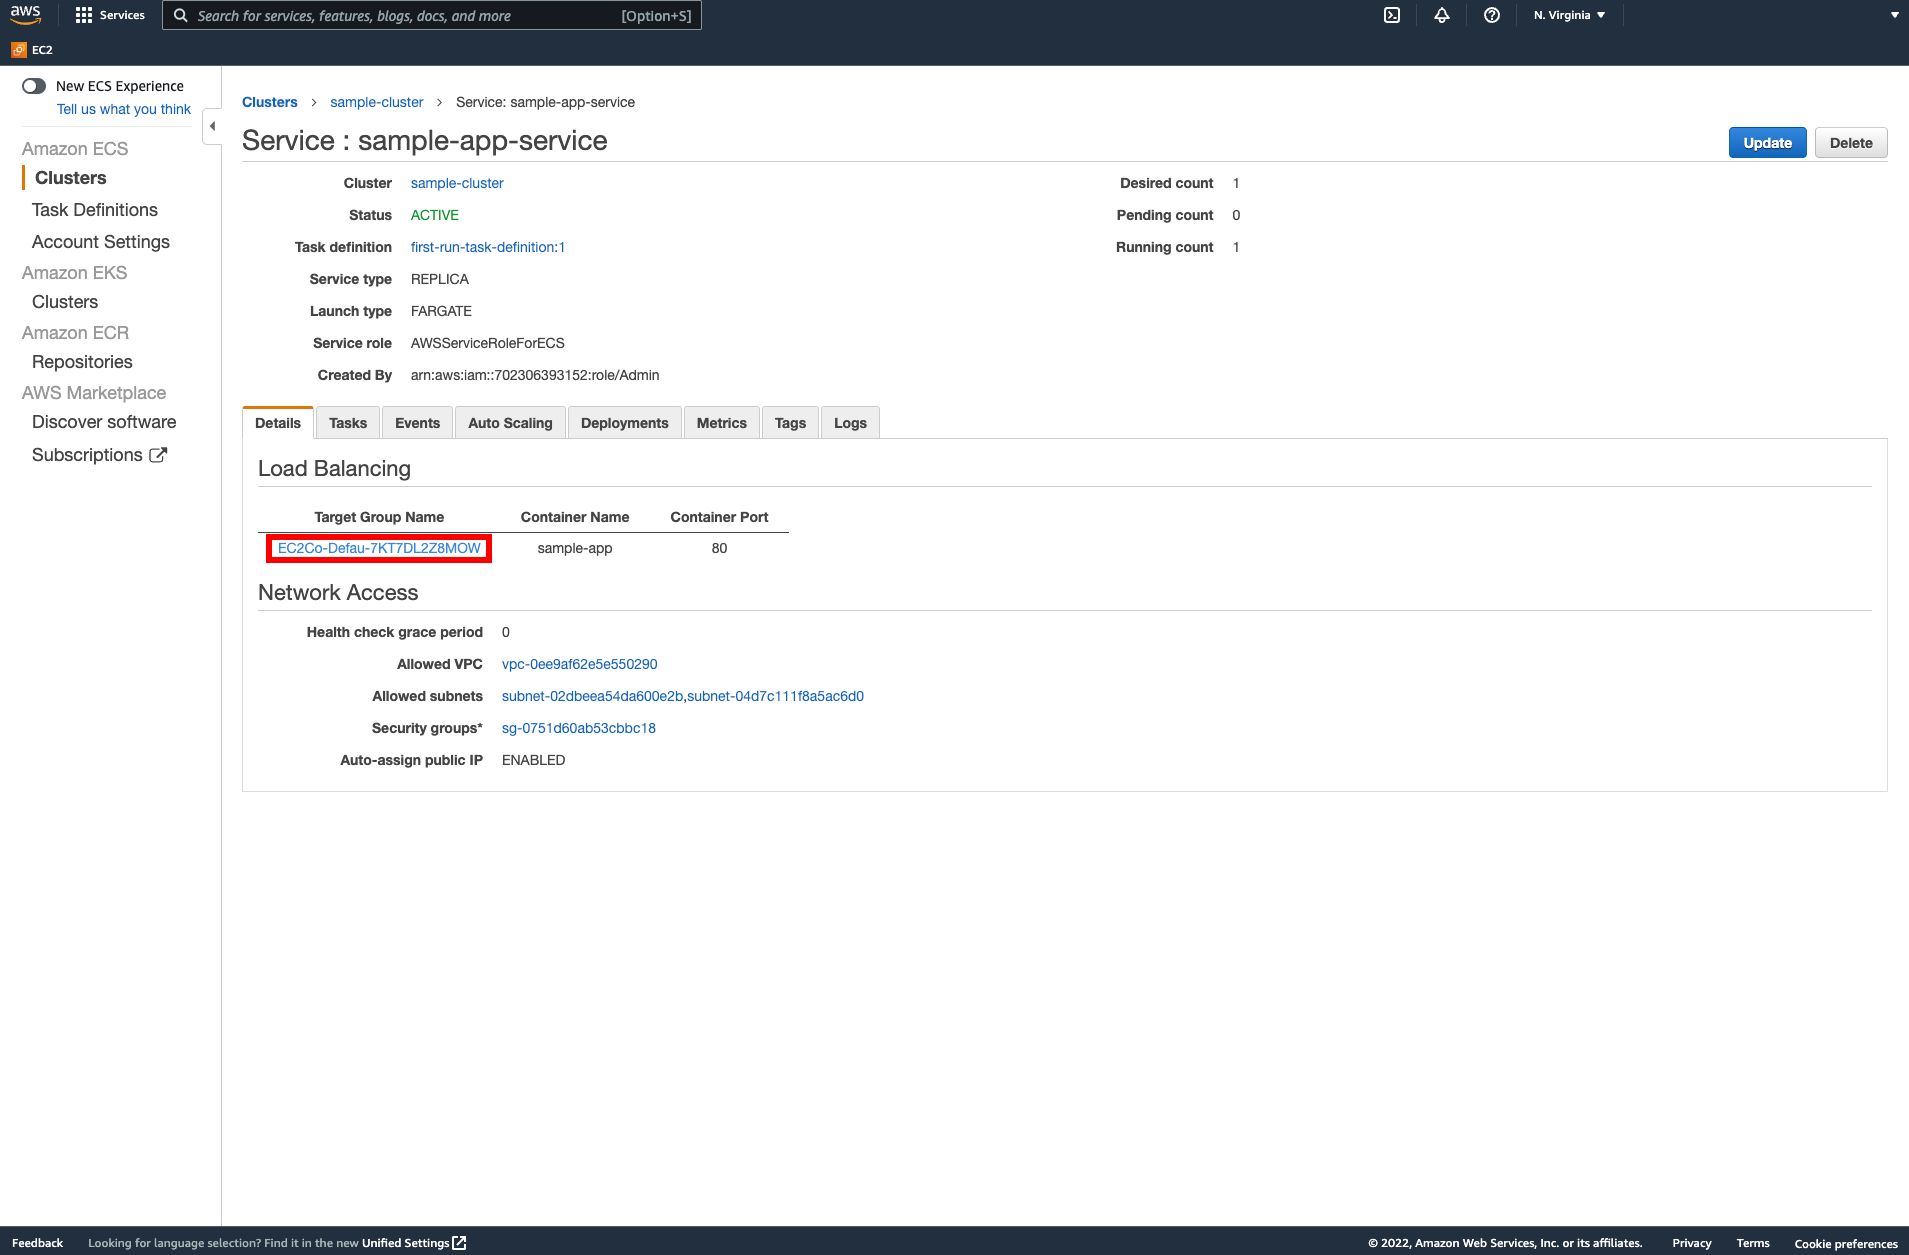 aws Services Search for services, features, blogs, docs, and more [Option+S] N. Virginia
EC2
New ECS Experience
Tell us what you think
Amazon ECS
Clusters
Task Definitions
Account Settings
Amazon EKS
Clusters
Amazon ECR
Repositories
AWS Marketplace
Discover software
Subscriptions
Clusters > sample-cluster > Service: sample-app-service
Service : sample-app-service
Update Delete
Cluster sample-cluster
Status ACTIVE
Task definition first-run-task-definition:1
Service type REPLICA
Launch type FARGATE
Service role AWSServiceRoleForECS
Created By arn:aws:iam::702306393152:role/Admin
Desired count 1
Pending count 0
Running count 1
Details Tasks Events Auto Scaling Deployments Metrics Tags Logs
Load Balancing
Target Group Name Container Name Container Port
EC2Co-Defau-7KT7DL2Z8MOW sample-app 80
Network Access
Health check grace period 0
Allowed VPC vpc-0ee9af62e5e550290
Allowed subnets subnet-02dbeea54da600e2b,subnet-04d7c111f8a5ac6d0
Security groups* sg-0751d60ab53cbbc18
Auto-assign public IP ENABLED
Feedback Looking for language selection? Find it in the new Unified Settings © 2022, Amazon Web Services, Inc. or its affiliates. Privacy Terms Cookie preferences